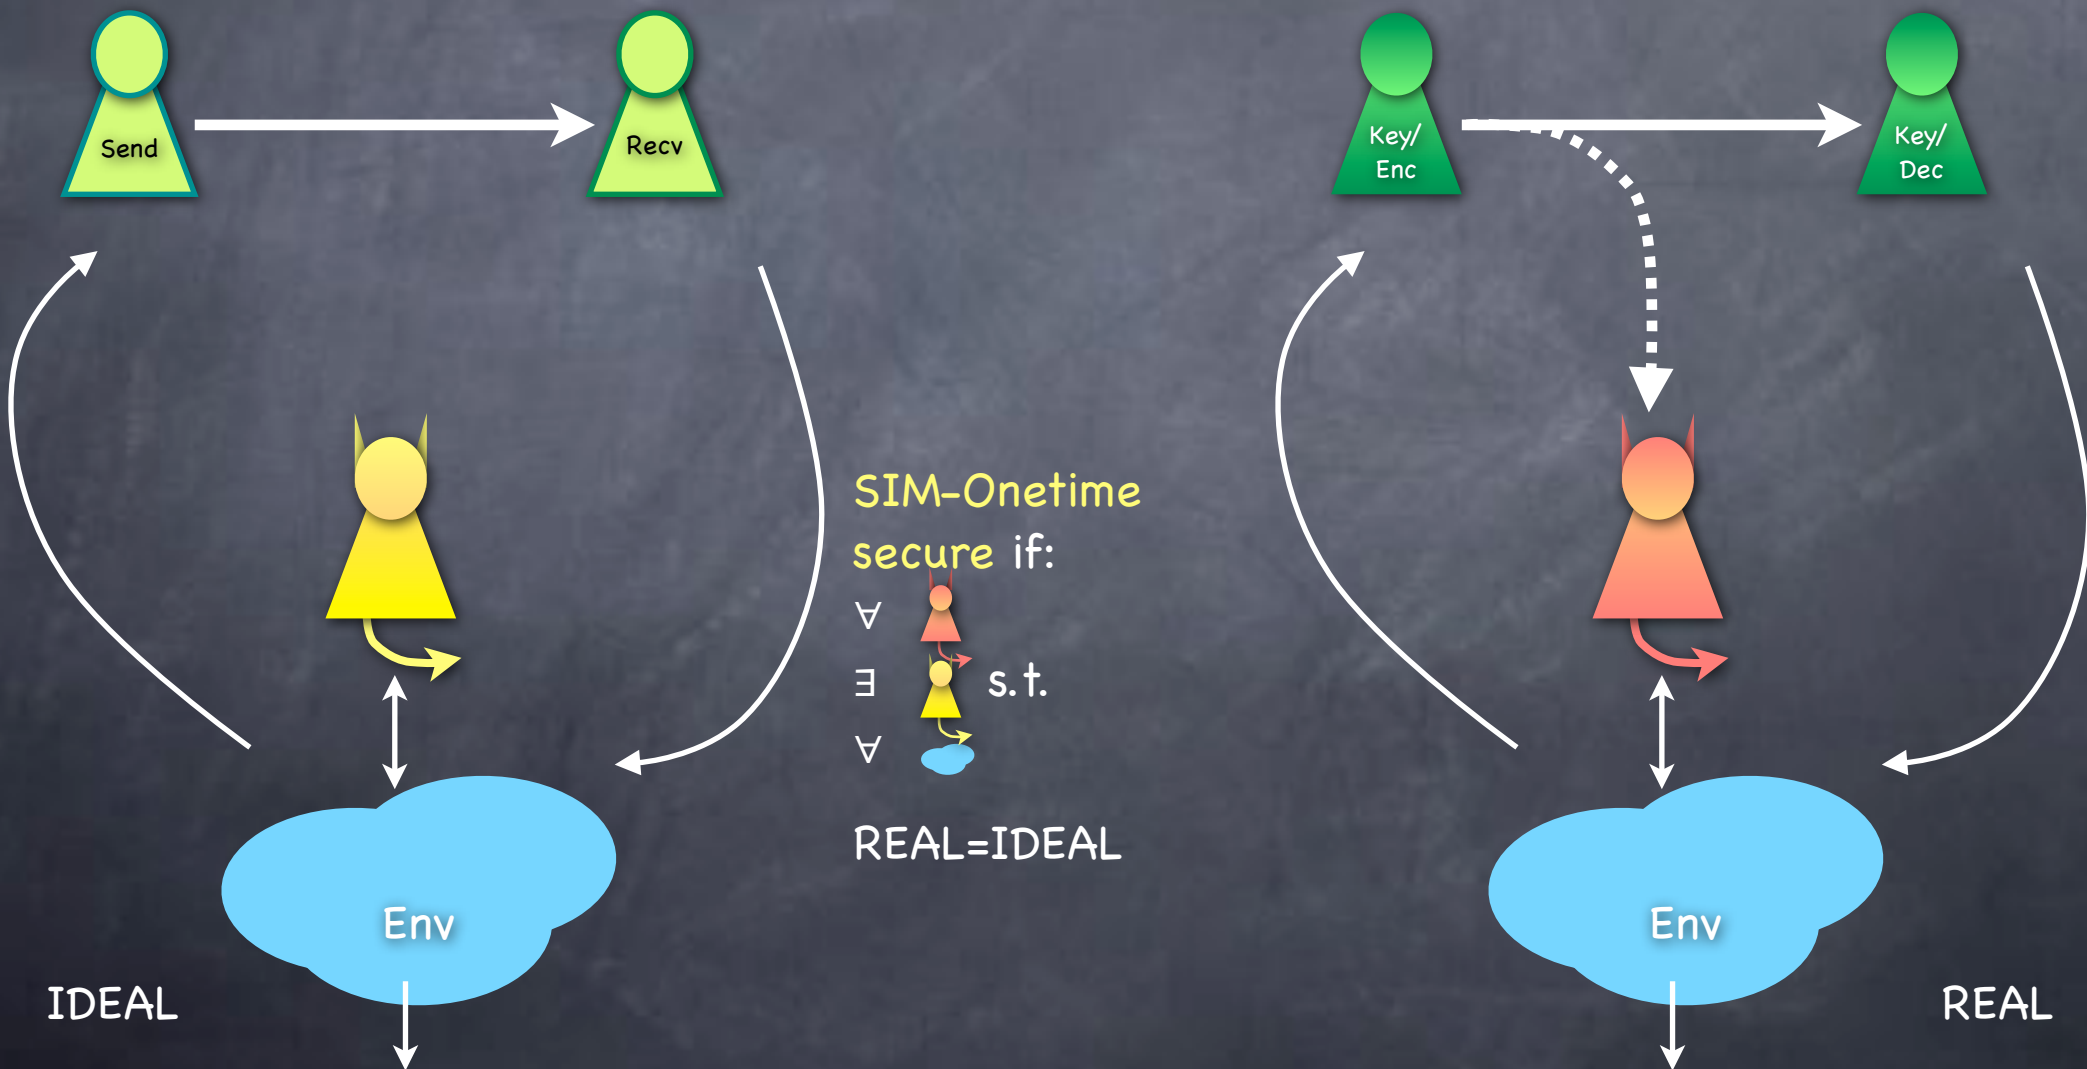 Send
Recv
Key/
Enc
Key/
Dec
SIM-Onetime
secure if:
∀
∃ s.t.
∀
REAL=IDEAL
Env
Env
IDEAL
REAL